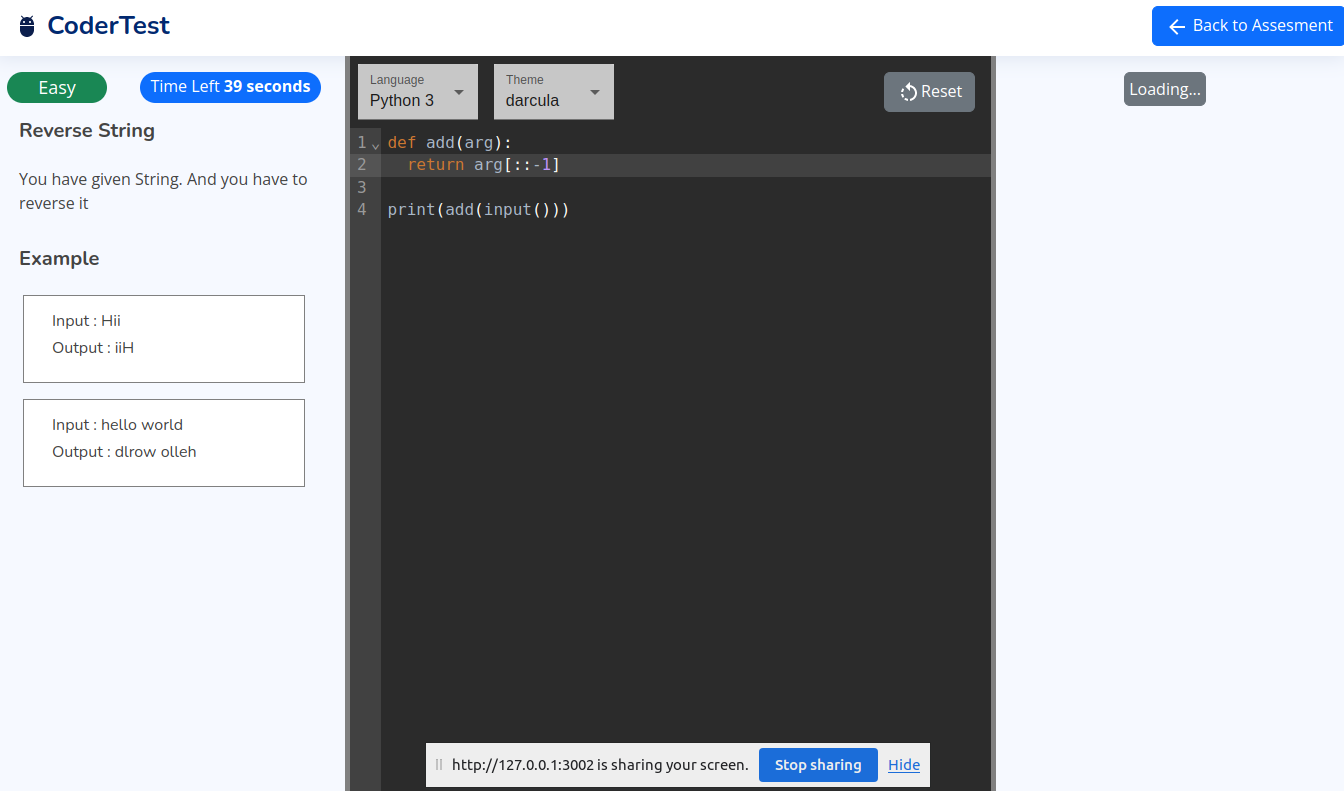 CoderTest
Back to Assesment
Easy
Time Left 39 seconds
Reverse String
You have given String. And you have to
reverse it
Example
Input : Hii
Output : iiH
Input : hello world
Output : dlrow olleh
Language
Python 3
Theme
darcula
Reset
1 def add(arg):
2   return arg[::-1]
3
4 print(add(input()))
Loading...
http://127.0.0.1:3002 is sharing your screen.
Stop sharing
Hide